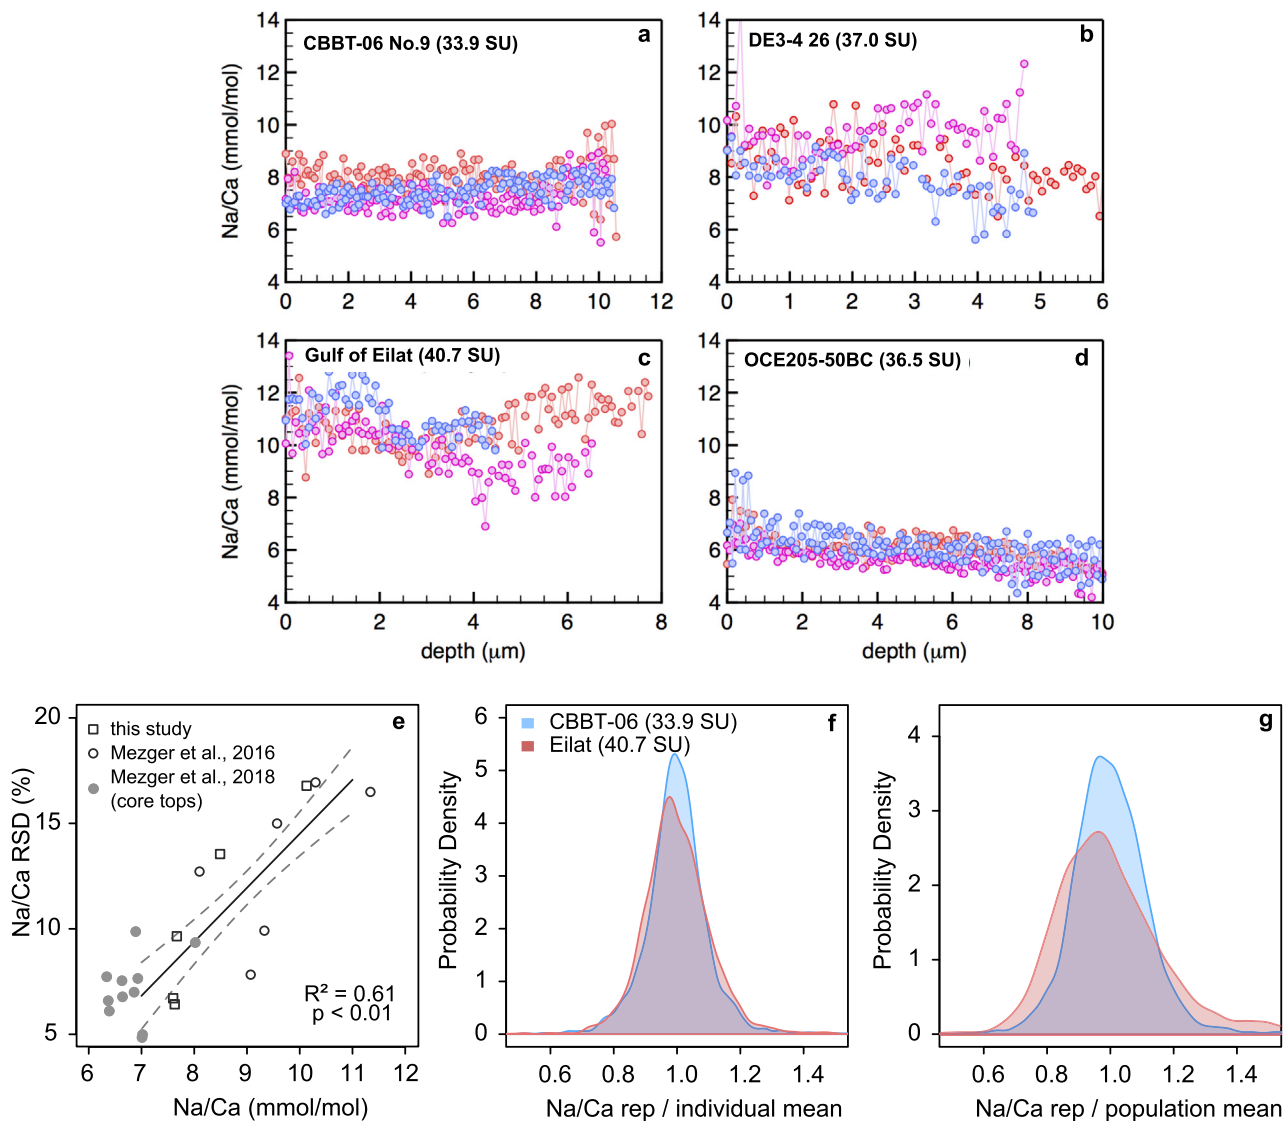 CBBT-06 No.9 (33.9 SU)
a
14
12
10
8
6
4
0
2
4
6
8
10
12
Na/Ca (mmol/mol)
DE3-4 26 (37.0 SU)
b
14
12
10
8
6
4
0
1
2
3
4
5
6
Gulf of Eilat (40.7 SU)
c
14
12
10
8
6
4
0
2
4
6
8
Na/Ca (mmol/mol)
depth (μm)
OCE205-50BC (36.5 SU)
d
14
12
10
8
6
4
0
2
4
6
8
10
depth (μm)
e
20
15
10
5
Na/Ca RSD (%)
this study
Mezger et al., 2016
Mezger et al., 2018
(core tops)
R² = 0.61
p < 0.01
6
7
8
9
10
11
12
Na/Ca (mmol/mol)
f
CBBT-06 (33.9 SU)
Eilat (40.7 SU)
6
5
4
3
2
1
0
Probability Density
0.6
0.8
1.0
1.2
1.4
Na/Ca rep / individual mean
g
4
3
2
1
0
Probability Density
0.6
0.8
1.0
1.2
1.4
Na/Ca rep / population mean